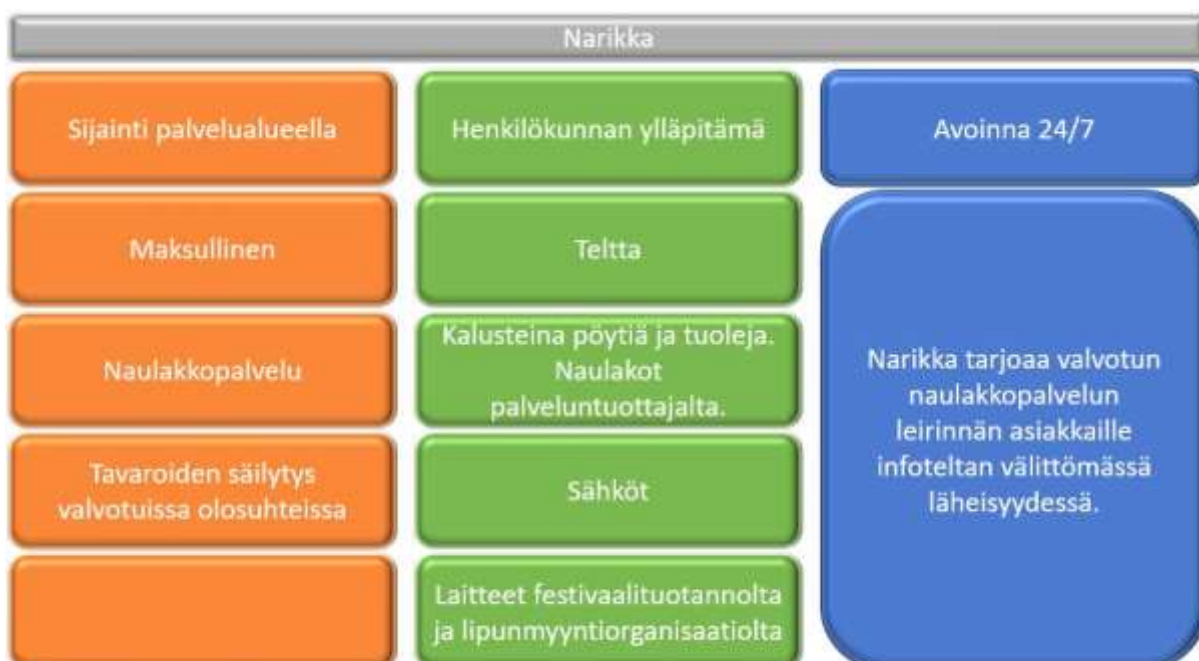 Narikka
Sijainti palvelualueella
Henkilökunnan ylläpitämä
Avoinna 24/7
Maksullinen
Teltta
Naulakkopalvelu
Kalusteina pöytiä ja tuoleja.
Naulakot
palveluntuottajalta.
Tavaroiden säilytys
valvotuissa olosuhteissa
Sähköt
Laitteet festivaalituotannolta
ja lipunmyyntiorganisaatiolta
Narikka tarjoaa valvotun
naulakkopalvelun
leirinnän asiakkaille
infoteltan välittömässä
läheisyydessä.